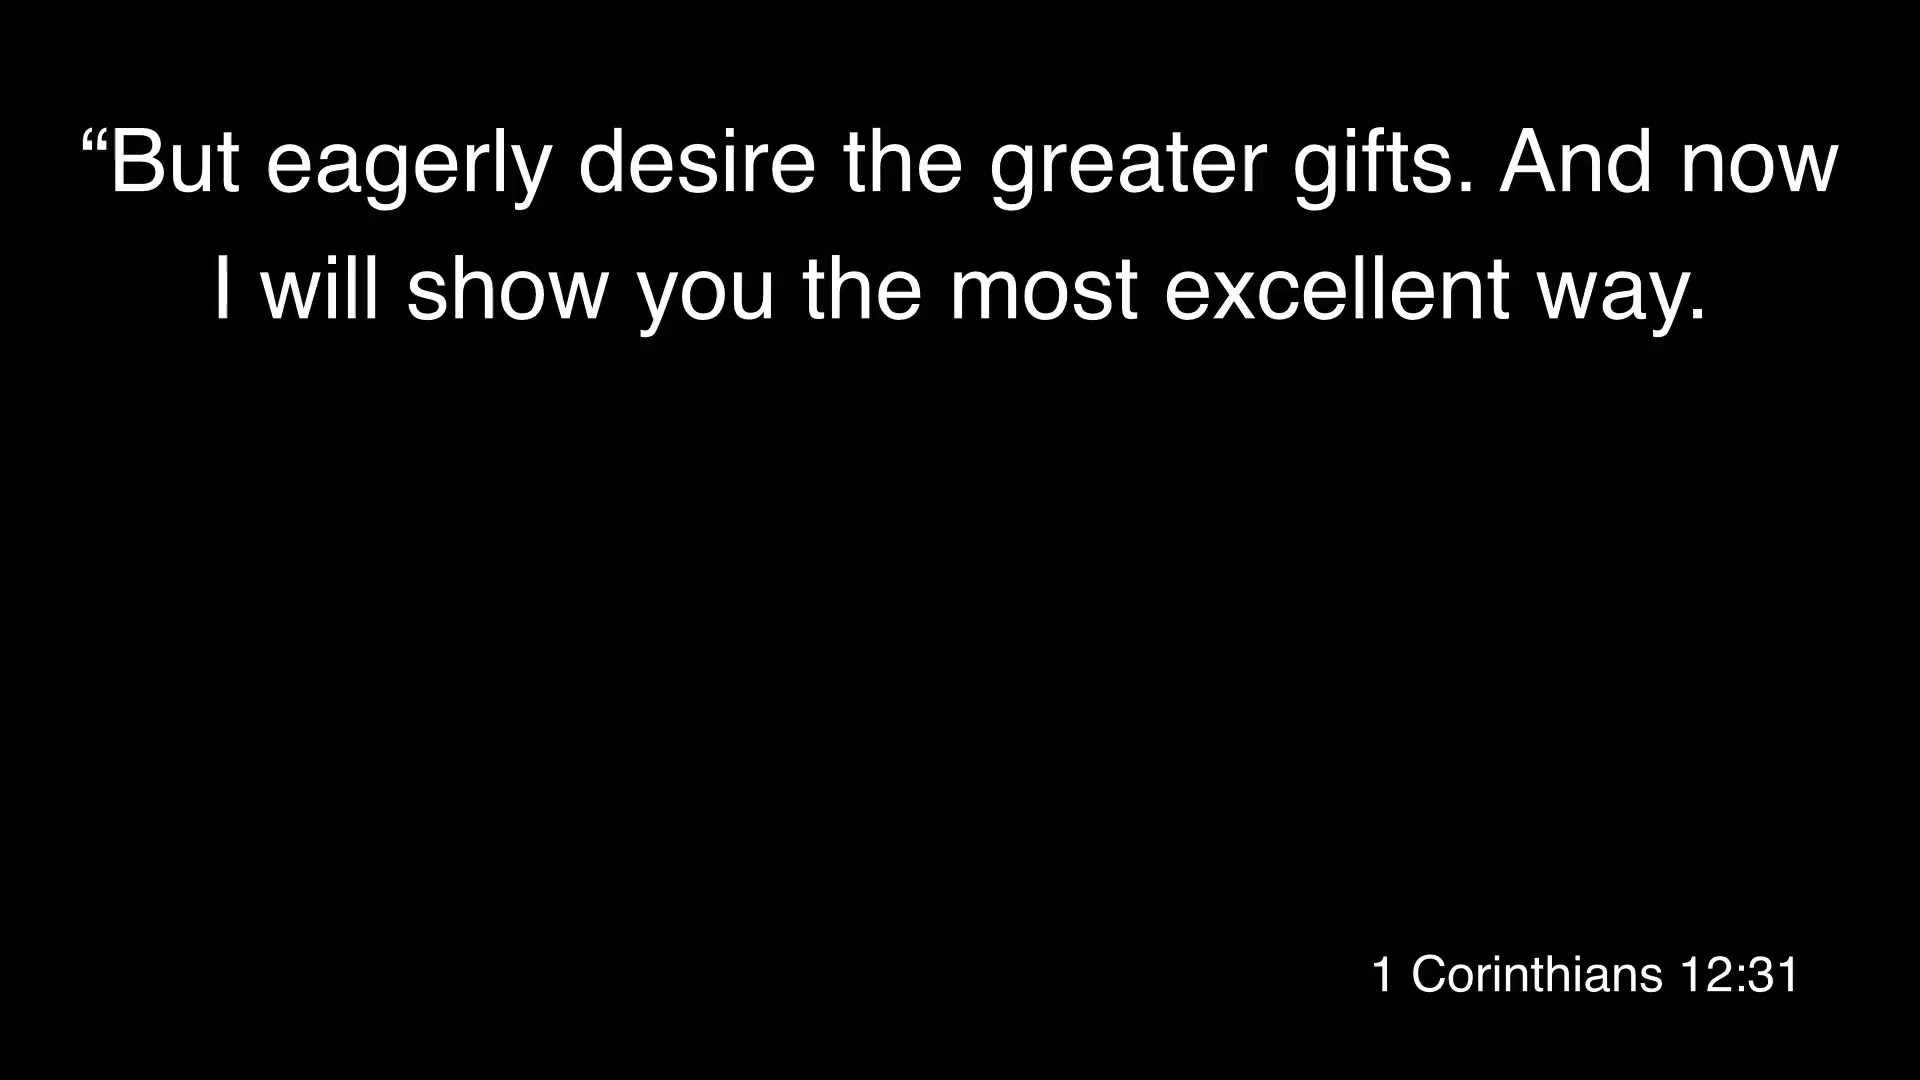 “But eagerly desire the greater gifts. And now
I will show you the most excellent way.
1 Corinthians 12:31